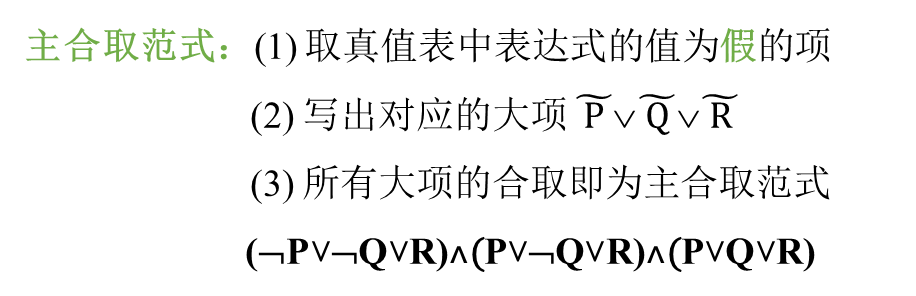 主合取范式：(1) 取真值表中表达式的值为假的项
(2) 写出对应的大项 P̃ ∨ Q̃ ∨ R̃
(3) 所有大项的合取即为主合取范式
(¬P∨¬Q∨R)∧(P∨¬Q∨R)∧(P∨Q∨R)